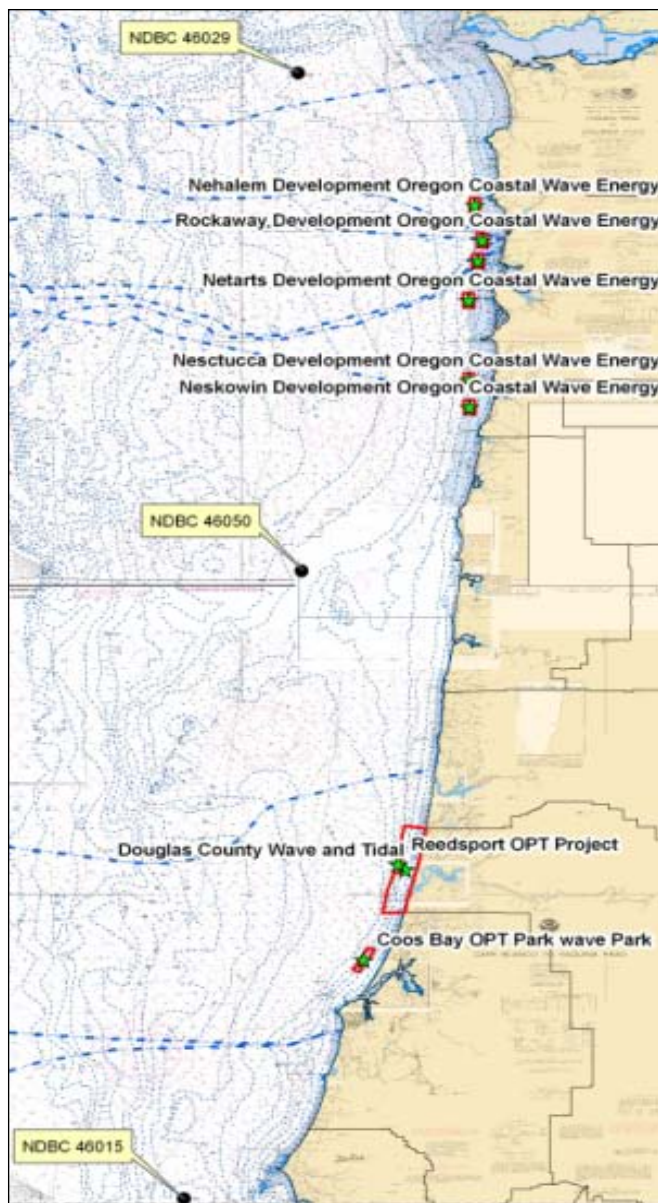 NDBC 46029
Nehalem Development Oregon Coastal Wave Energy
Rockaway Development Oregon Coastal Wave Energy
Netarts Development Oregon Coastal Wave Energy
Nesctucca Development Oregon Coastal Wave Energy
Neskowin Development Oregon Coastal Wave Energy
NDBC 46050
Douglas County Wave and Tidal
Reedsport OPT Project
Coos Bay OPT Park wave Park
NDBC 46015